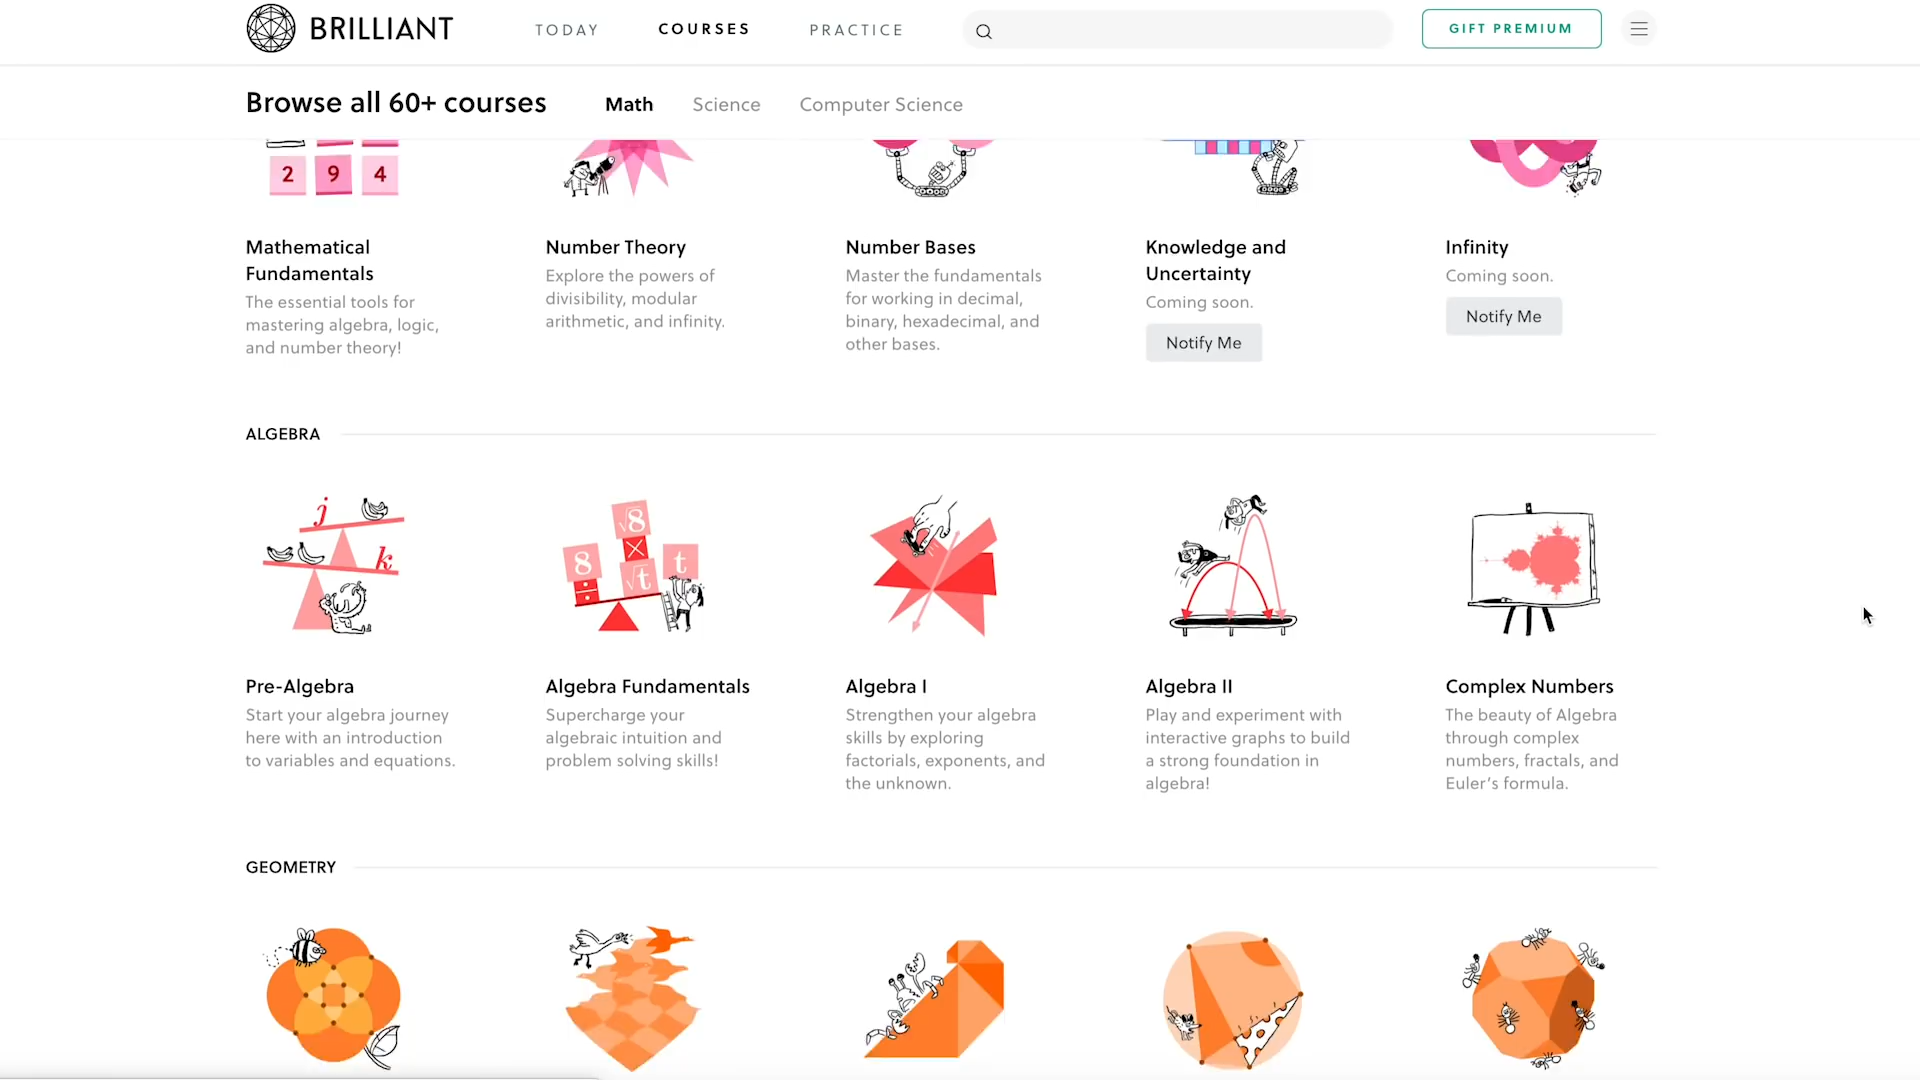 BRILLIANT
TODAY
COURSES
PRACTICE
GIFT PREMIUM
Browse all 60+ courses
Math
Science
Computer Science
2 9 4
Mathematical
Fundamentals
The essential tools for
mastering algebra, logic,
and number theory!
Number Theory
Explore the powers of
divisibility, modular
arithmetic, and infinity.
Number Bases
Master the fundamentals
for working in decimal,
binary, hexadecimal, and
other bases.
Knowledge and
Uncertainty
Coming soon.
Notify Me
Infinity
Coming soon.
Notify Me
ALGEBRA
j
k
√8
8
×
t
÷
√t
Pre-Algebra
Start your algebra journey
here with an introduction
to variables and equations.
Algebra Fundamentals
Supercharge your
algebraic intuition and
problem solving skills!
Algebra I
Strengthen your algebra
skills by exploring
factorials, exponents, and
the unknown.
Algebra II
Play and experiment with
interactive graphs to build
a strong foundation in
algebra!
Complex Numbers
The beauty of Algebra
through complex
numbers, fractals, and
Euler's formula.
GEOMETRY